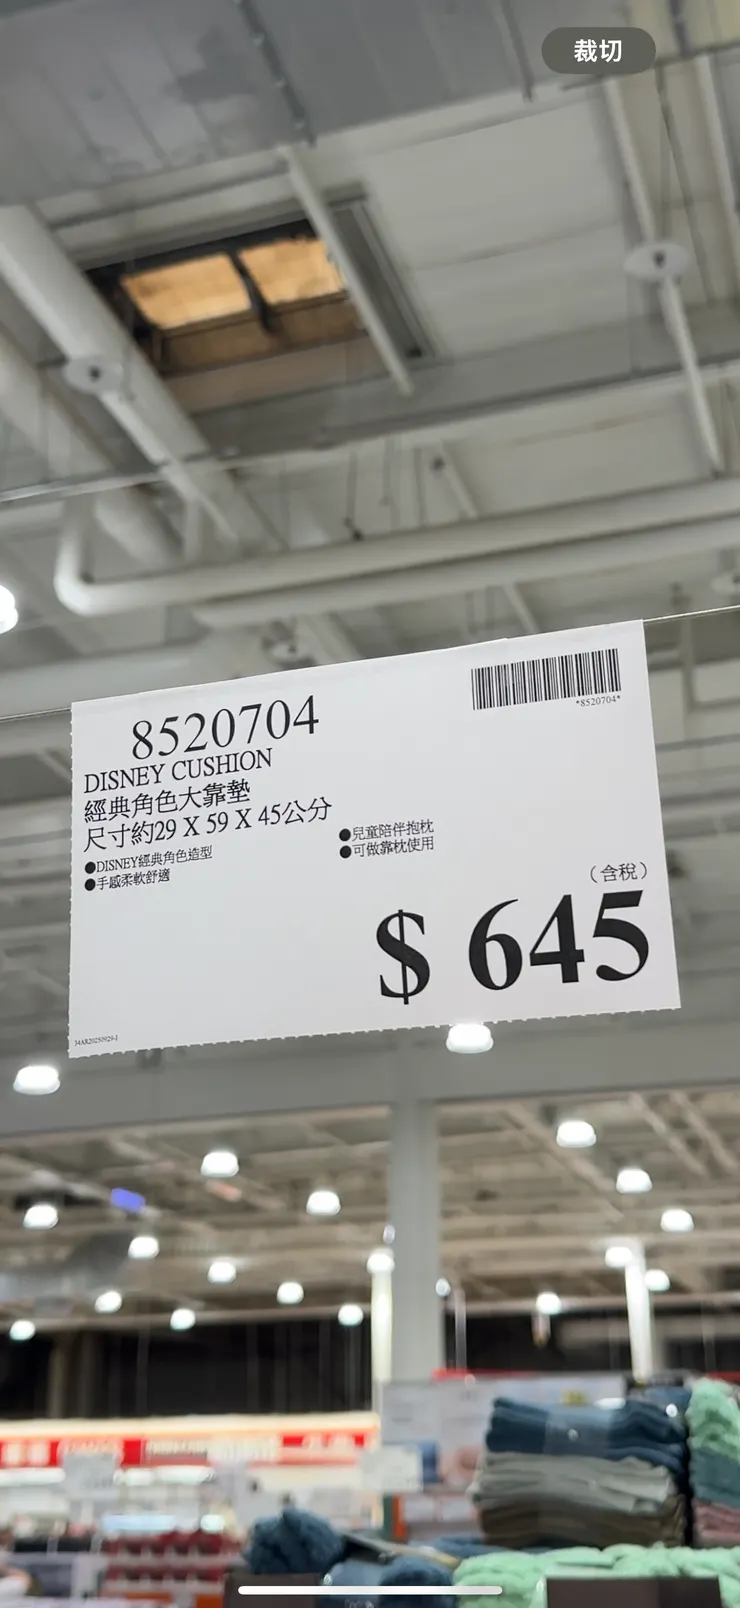 裁切
8520704
*8520704*
DISNEY CUSHION
經典角色大靠墊
尺寸約29 X 59 X 45公分
●DISNEY經典角色造型
●手感柔軟舒適
●兒童陪伴抱枕
●可做靠枕使用
（含稅）
$ 645